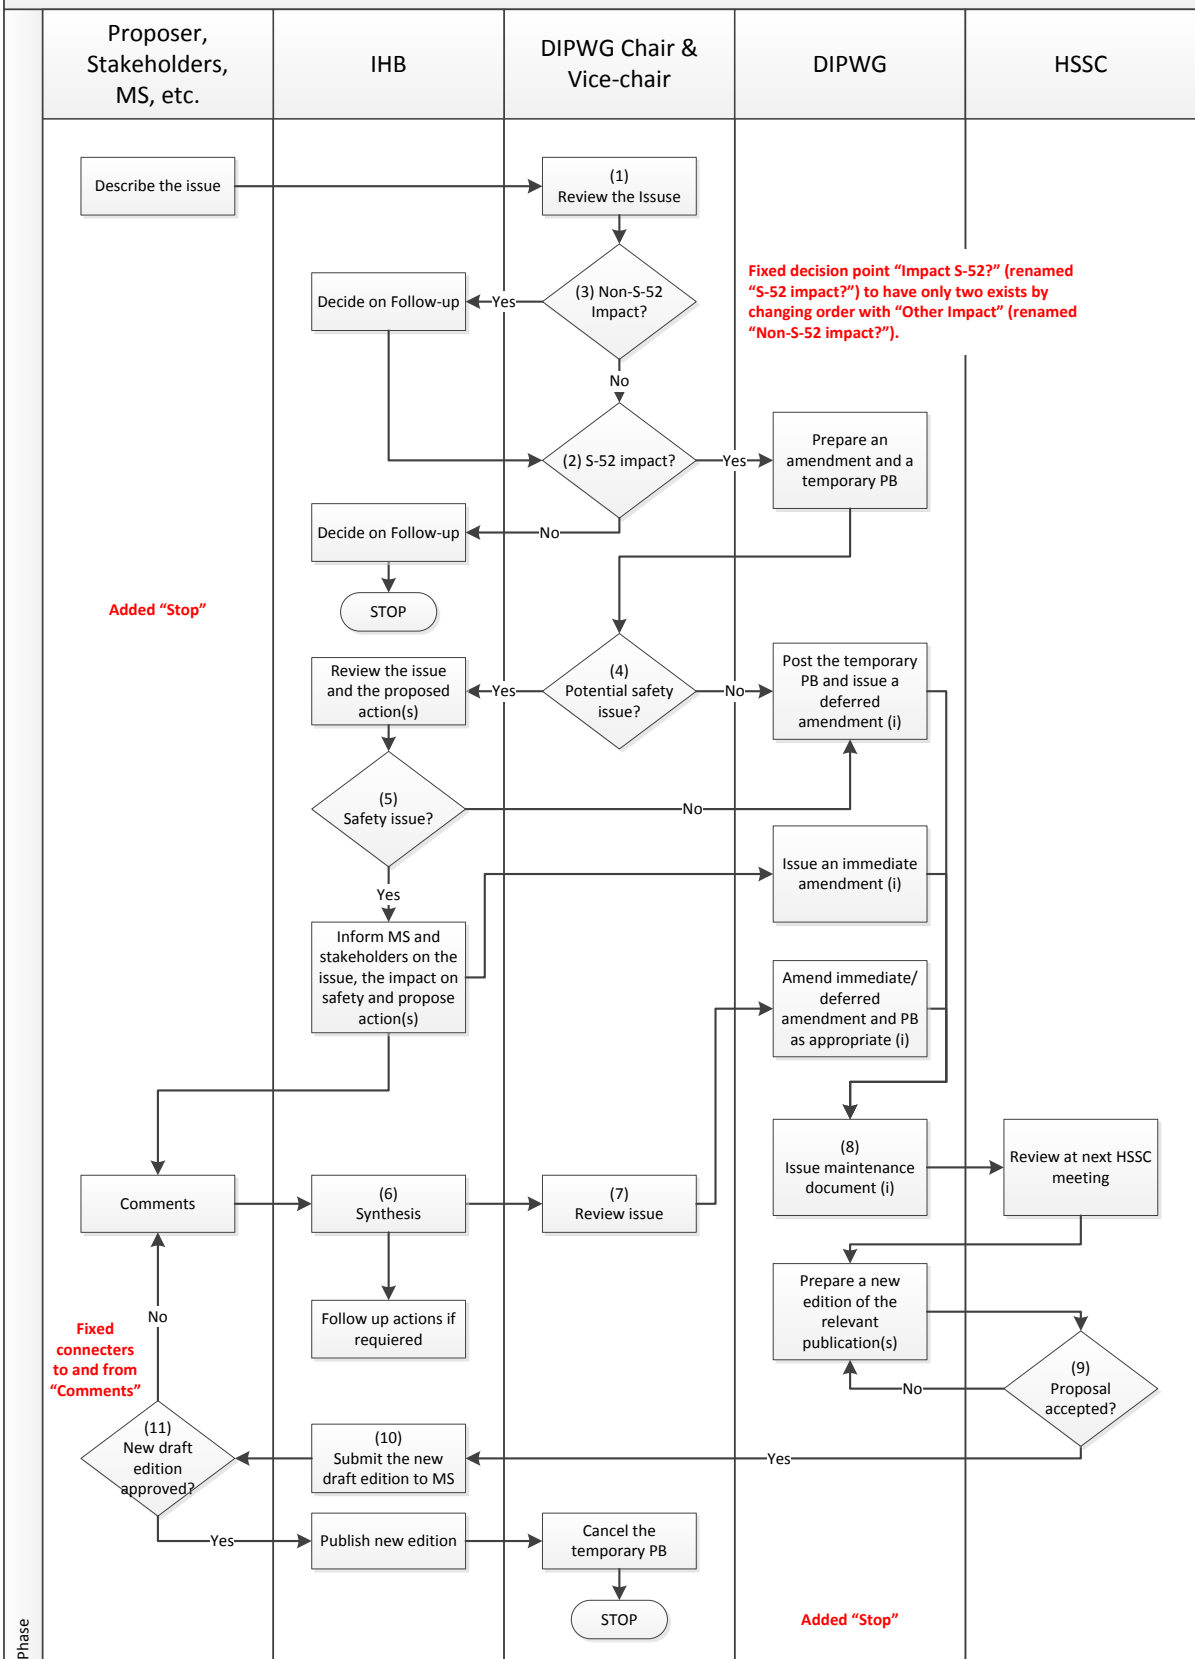 Proposer,
Stakeholders,
MS, etc.
IHB
DIPWG Chair &
Vice-chair
DIPWG
HSSC
Describe the issue
(1)
Review the Issuse
Decide on Follow-up
Yes
(3) Non-S-52
Impact?
Fixed decision point “Impact S-52?” (renamed
“S-52 impact?”) to have only two exists by
changing order with “Other Impact” (renamed
“Non-S-52 impact?”).
No
(2) S-52 impact?
Yes
Prepare an
amendment and a
temporary PB
Decide on Follow-up
No
Added “Stop”
STOP
Review the issue
and the proposed
action(s)
Yes
(4)
Potential safety
issue?
No
Post the temporary
PB and issue a
deferred
amendment (i)
(5)
Safety issue?
No
Yes
Issue an immediate
amendment (i)
Inform MS and
stakeholders on the
issue, the impact on
safety and propose
action(s)
Amend immediate/
deferred
amendment and PB
as appropriate (i)
(8)
Issue maintenance
document (i)
Review at next HSSC
meeting
Comments
(6)
Synthesis
(7)
Review issue
No
Fixed
connecters
to and from
“Comments”
Follow up actions if
requiered
Prepare a new
edition of the
relevant
publication(s)
No
(9)
Proposal
accepted?
(11)
New draft
edition
approved?
(10)
Submit the new
draft edition to MS
Yes
Yes
Publish new edition
Cancel the
temporary PB
STOP
Added “Stop”
Phase